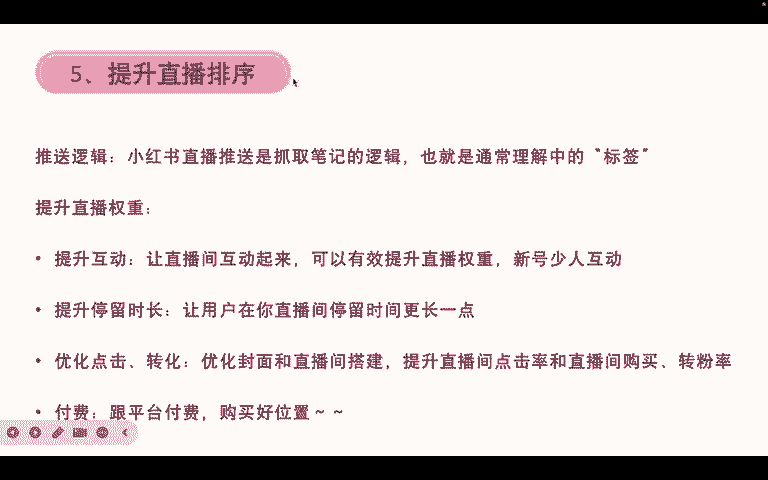 5、提升直播排序
推送逻辑：小红书直播推送是抓取笔记的逻辑，也就是通常理解中的“标签”
提升直播权重：
• 提升互动：让直播间互动起来，可以有效提升直播权重，新号少人互动
• 提升停留时长：让用户在你直播间停留时间更长一点
• 优化点击、转化：优化封面和直播间搭建，提升直播间点击率和直播间购买、转粉率
• 付费：跟平台付费，购买好位置~ ~